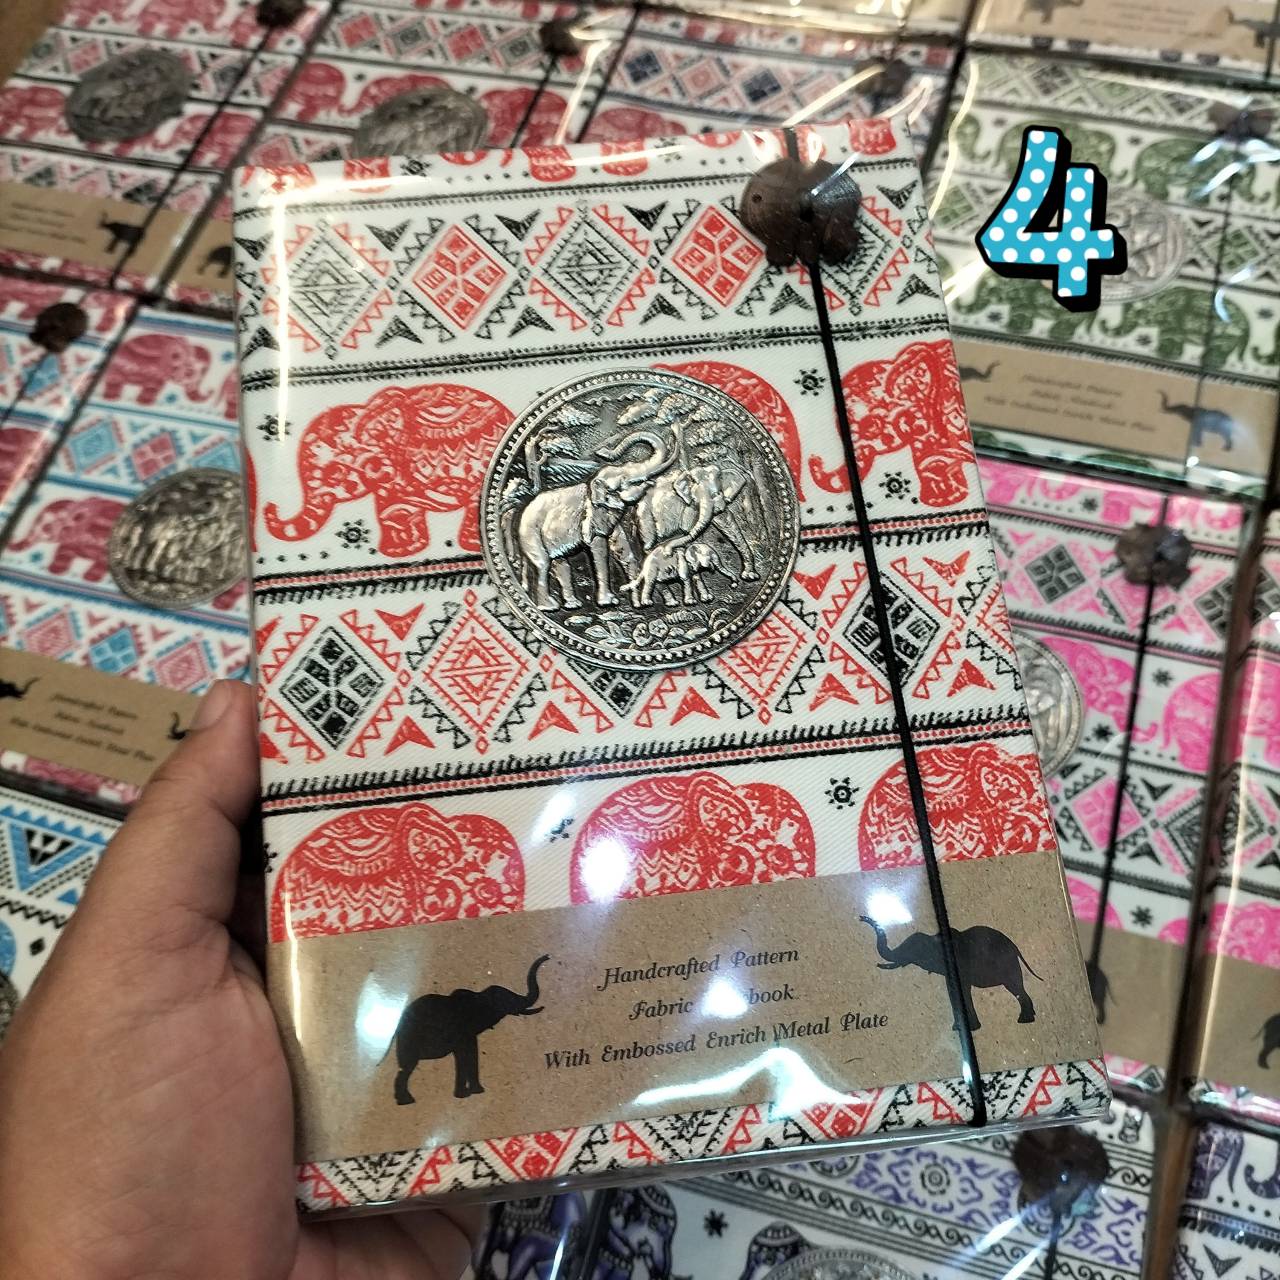 4
Handcrafted Pattern
Fabric
With Embossed Enrich Metal Plate